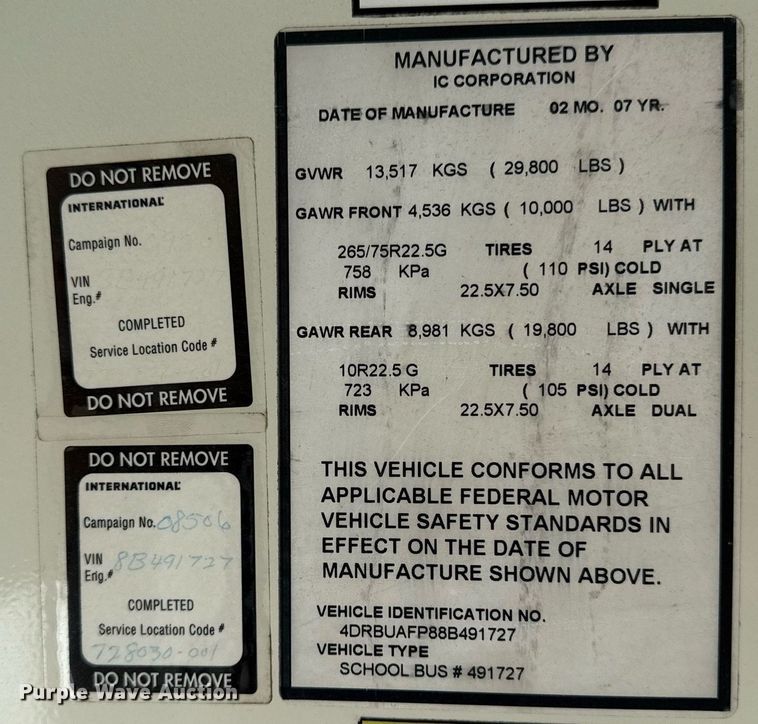 DO NOT REMOVE
INTERNATIONAL
Campaign No.
VIN
Eng.#
COMPLETED
Service Location Code #
DO NOT REMOVE
DO NOT REMOVE
INTERNATIONAL
Campaign No. 08506
VIN 8B491727
Eng.#
COMPLETED
Service Location Code #
728030-001
DO NOT REMOVE
MANUFACTURED BY
IC CORPORATION
DATE OF MANUFACTURE 02 MO. 07 YR.
GVWR 13,517 KGS ( 29,800 LBS )
GAWR FRONT 4,536 KGS ( 10,000 LBS ) WITH
265/75R22.5G TIRES 14 PLY AT
758 KPa ( 110 PSI) COLD
RIMS 22.5X7.50 AXLE SINGLE
GAWR REAR 8,981 KGS ( 19,800 LBS ) WITH
10R22.5 G TIRES 14 PLY AT
723 KPa ( 105 PSI) COLD
RIMS 22.5X7.50 AXLE DUAL
THIS VEHICLE CONFORMS TO ALL
APPLICABLE FEDERAL MOTOR
VEHICLE SAFETY STANDARDS IN
EFFECT ON THE DATE OF
MANUFACTURE SHOWN ABOVE.
VEHICLE IDENTIFICATION NO.
4DRBUAFP88B491727
VEHICLE TYPE
SCHOOL BUS # 491727
Purple Wave Auction